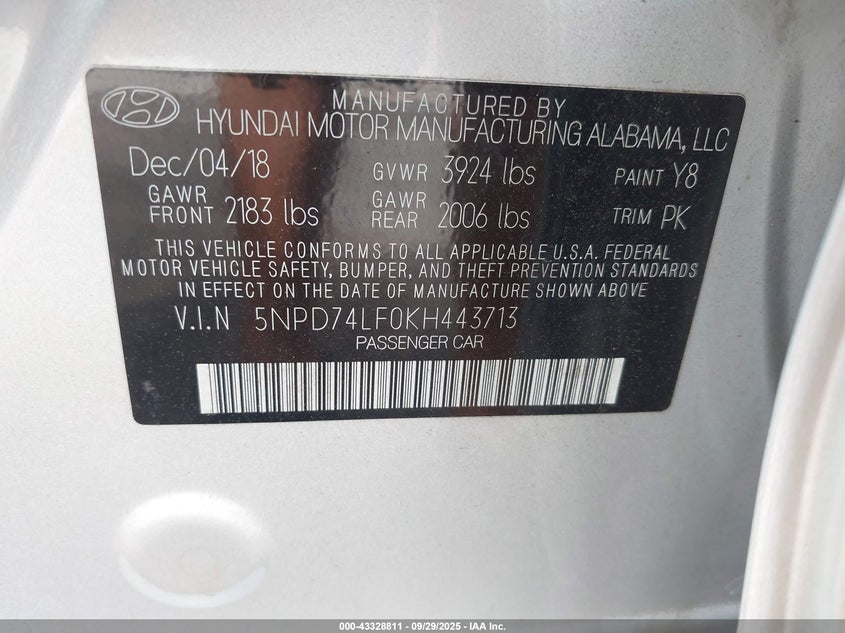 MANUFACTURED BY
HYUNDAI MOTOR MANUFACTURING ALABAMA, LLC
Dec/04/18 GVWR 3924 lbs PAINT Y8
GAWR FRONT 2183 lbs GAWR REAR 2006 lbs TRIM PK
THIS VEHICLE CONFORMS TO ALL APPLICABLE U.S.A. FEDERAL
MOTOR VEHICLE SAFETY, BUMPER, AND THEFT PREVENTION STANDARDS
IN EFFECT ON THE DATE OF MANUFACTURE SHOWN ABOVE.
V.I.N 5NPD74LF0KH443713
PASSENGER CAR
000-43328811 - 09/29/2025 - IAA Inc.